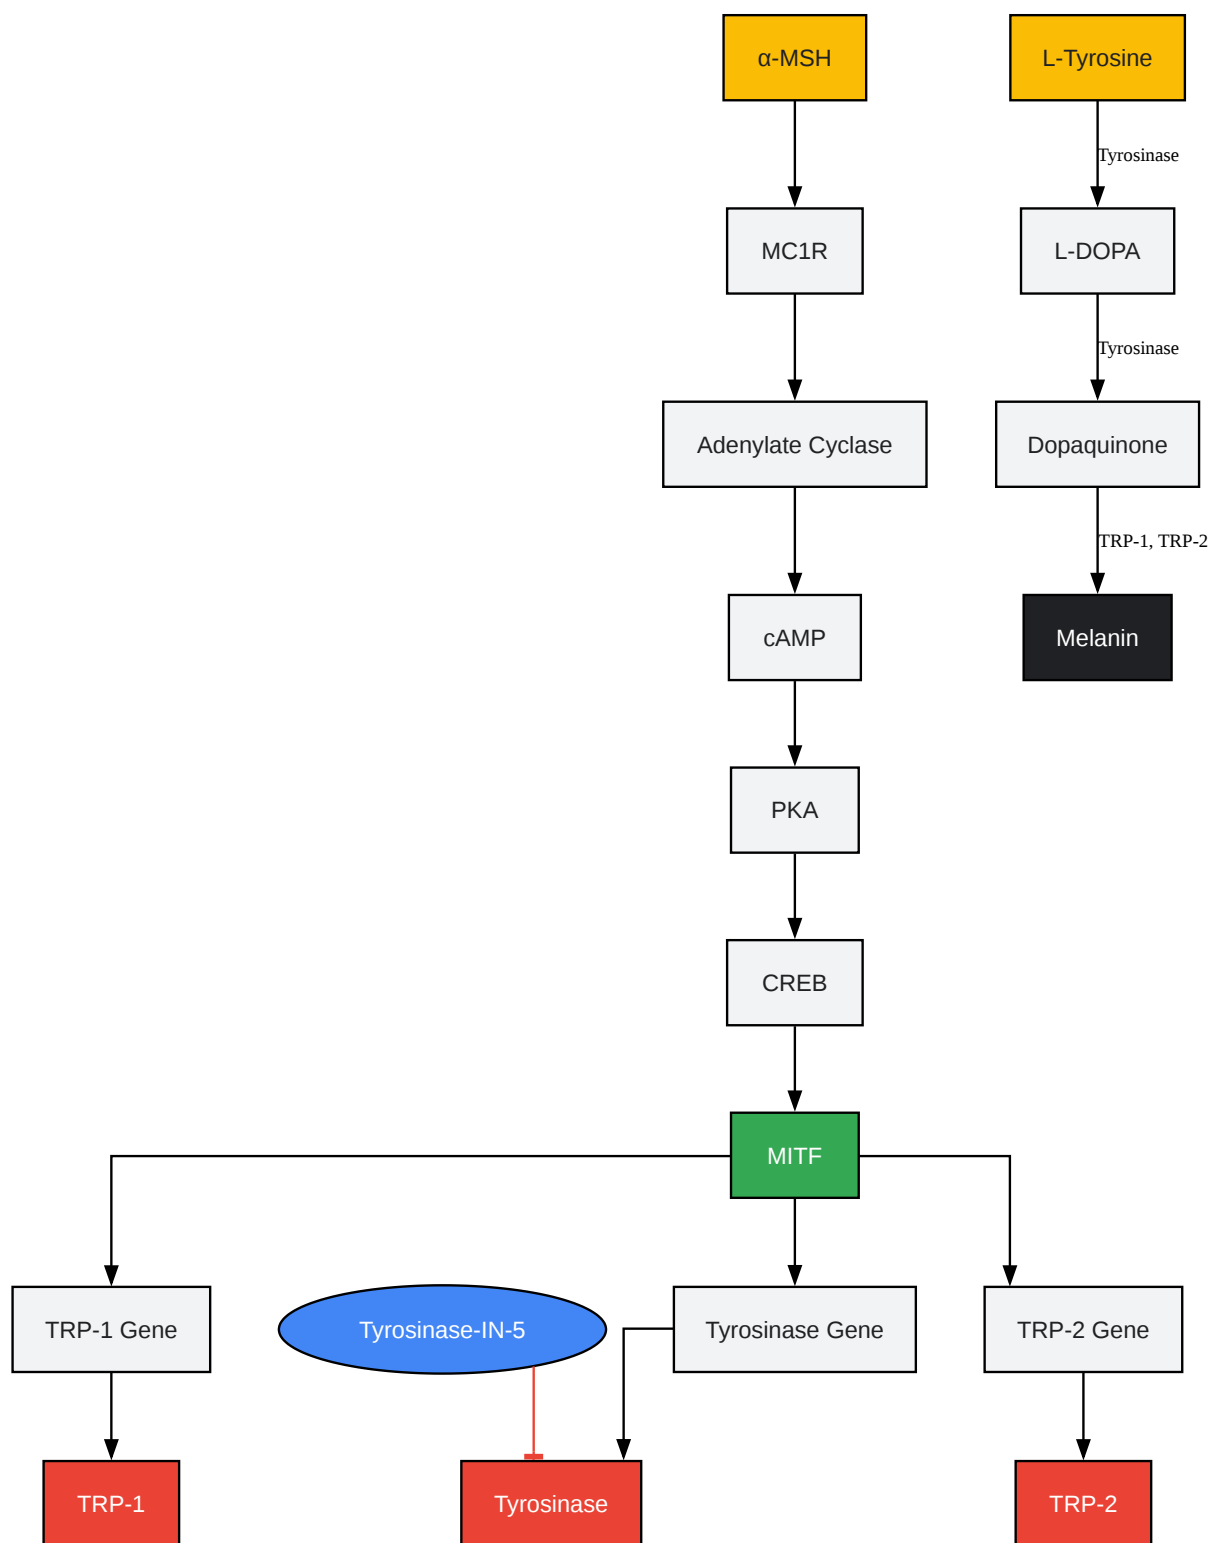 α-MSH
L-Tyrosine
Tyrosinase
MC1R
L-DOPA
Tyrosinase
Adenylate Cyclase
Dopaquinone
TRP-1, TRP-2
cAMP
Melanin
PKA
CREB
MITF
TRP-1 Gene
Tyrosinase-IN-5
Tyrosinase Gene
TRP-2 Gene
TRP-1
Tyrosinase
TRP-2